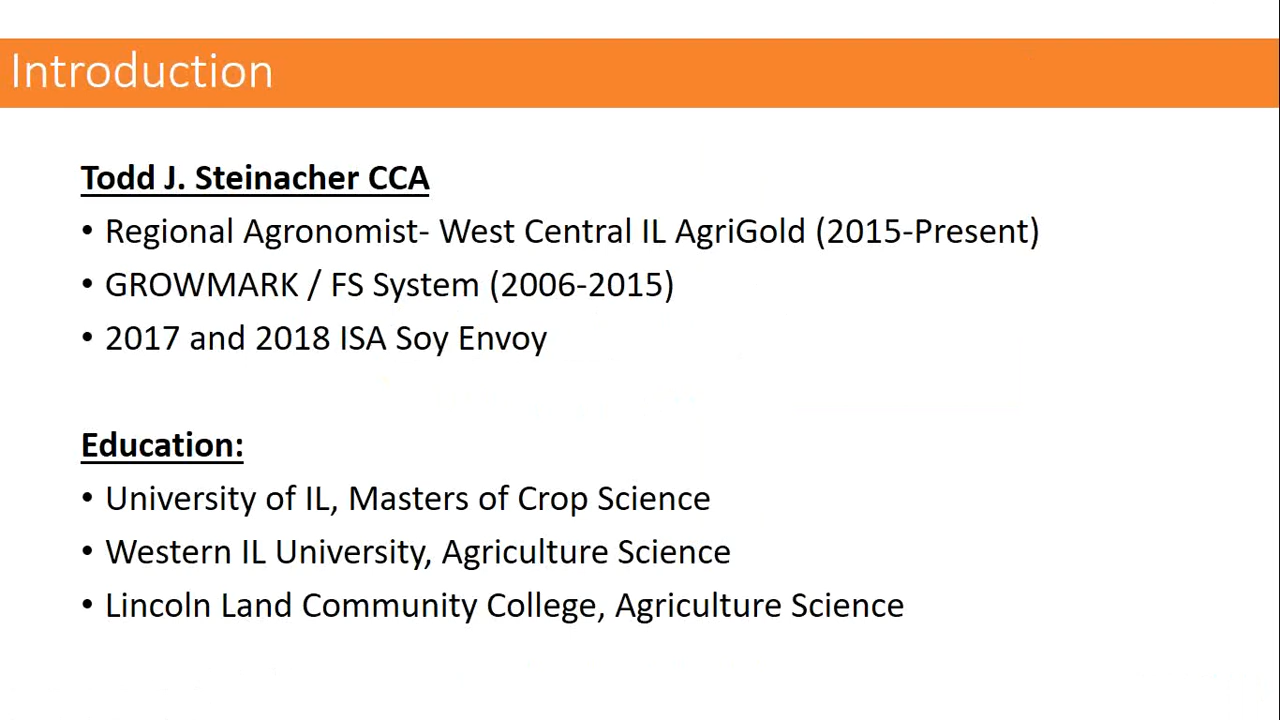 Introduction
Todd J. Steinacher CCA
• Regional Agronomist- West Central IL AgriGold (2015-Present)
• GROWMARK / FS System (2006-2015)
• 2017 and 2018 ISA Soy Envoy
Education:
• University of IL, Masters of Crop Science
• Western IL University, Agriculture Science
• Lincoln Land Community College, Agriculture Science